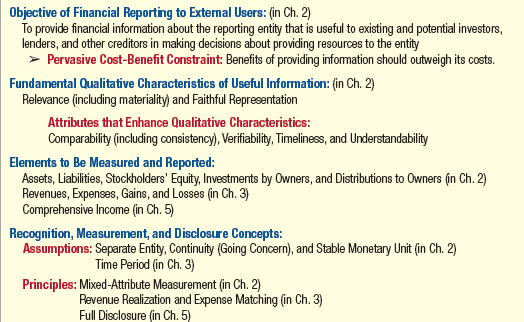 Objective of Financial Reporting to External Users: (in Ch. 2)
To provide financial information about the reporting entity that is useful to existing and potential investors,
lenders, and other creditors in making decisions about providing resources to the entity
➢ Pervasive Cost-Benefit Constraint: Benefits of providing information should outweigh its costs.
Fundamental Qualitative Characteristics of Useful Information: (in Ch. 2)
Relevance (including materiality) and Faithful Representation
Attributes that Enhance Qualitative Characteristics:
Comparability (including consistency), Verifiability, Timeliness, and Understandability
Elements to Be Measured and Reported:
Assets, Liabilities, Stockholders' Equity, Investments by Owners, and Distributions to Owners (in Ch. 2)
Revenues, Expenses, Gains, and Losses (in Ch. 3)
Comprehensive Income (in Ch. 5)
Recognition, Measurement, and Disclosure Concepts:
Assumptions: Separate Entity, Continuity (Going Concern), and Stable Monetary Unit (in Ch. 2)
Time Period (in Ch. 3)
Principles: Mixed-Attribute Measurement (in Ch. 2)
Revenue Realization and Expense Matching (in Ch. 3)
Full Disclosure (in Ch. 5)